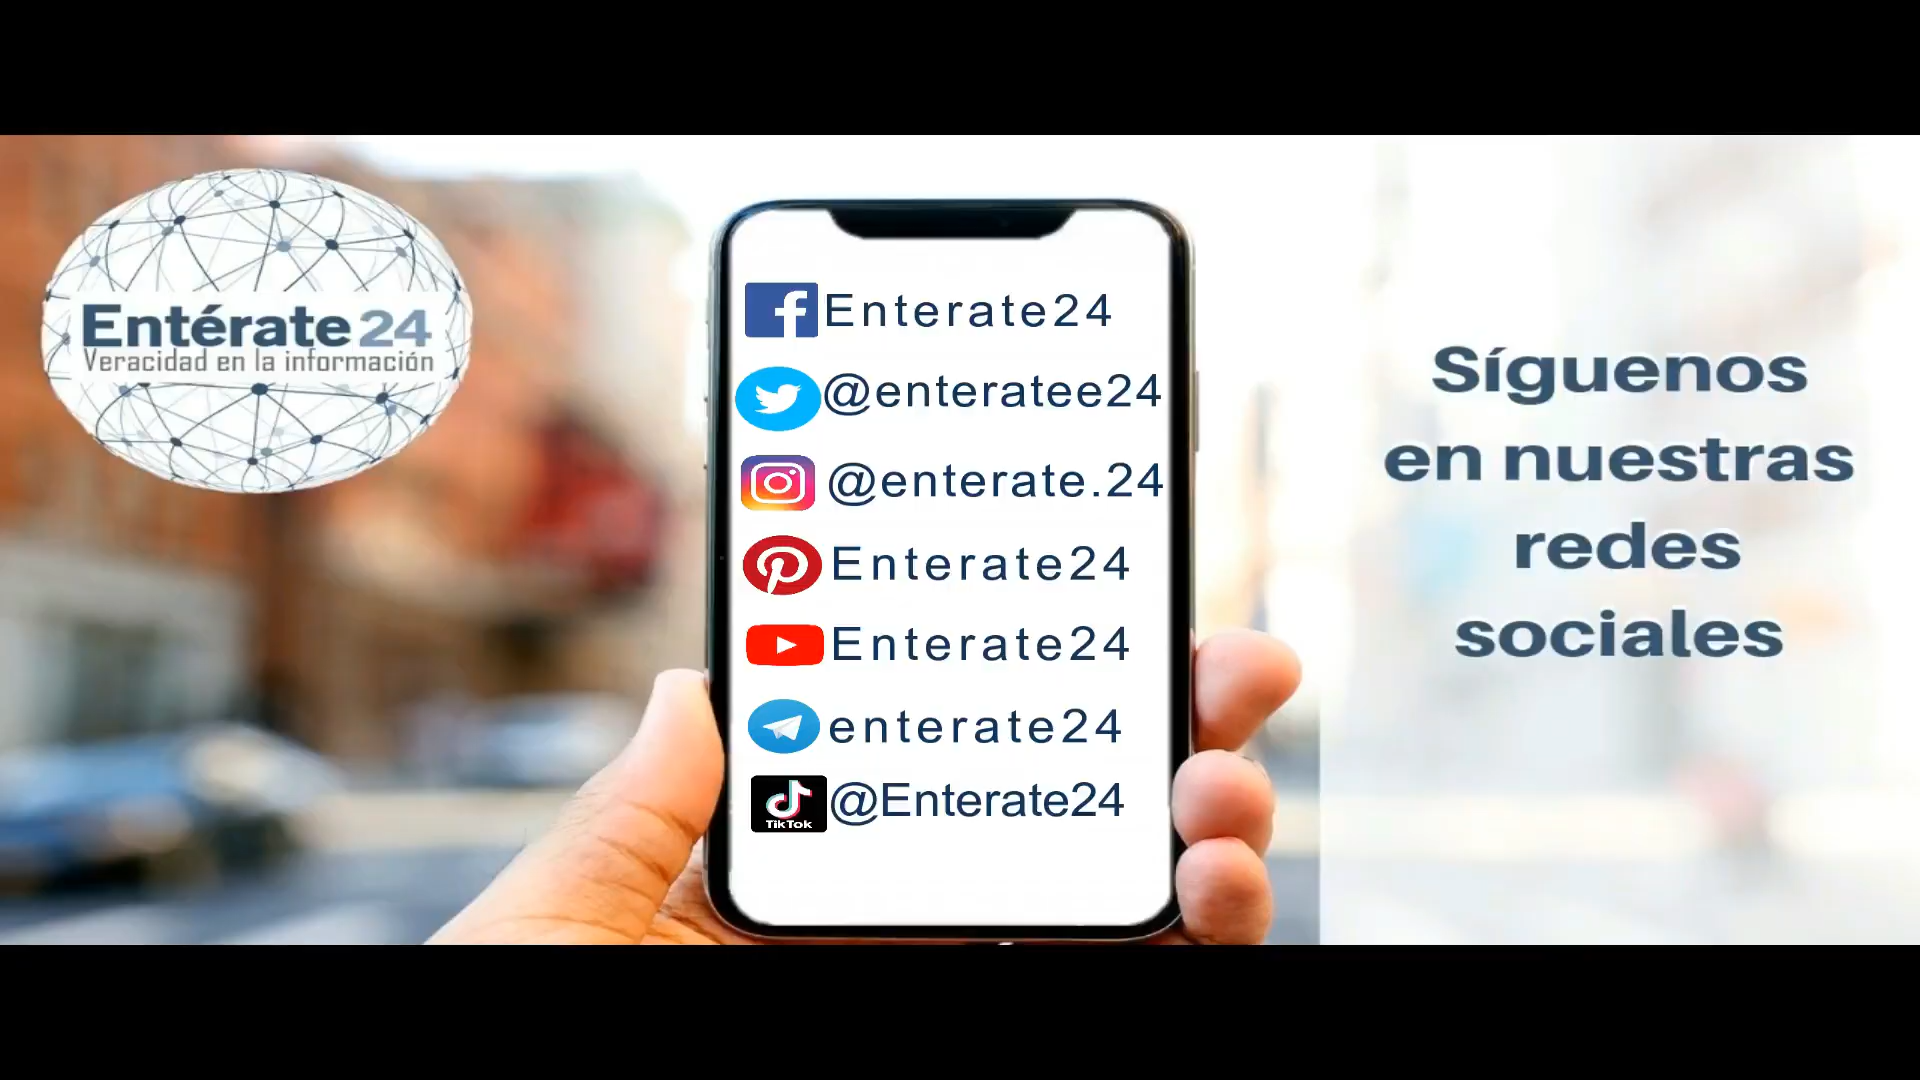 Entérate24
Veracidad en la información
Enterate24
@enteratee24
@enterate.24
Enterate24
Enterate24
enterate24
TikTok
@Enterate24
Síguenos
en nuestras
redes
sociales